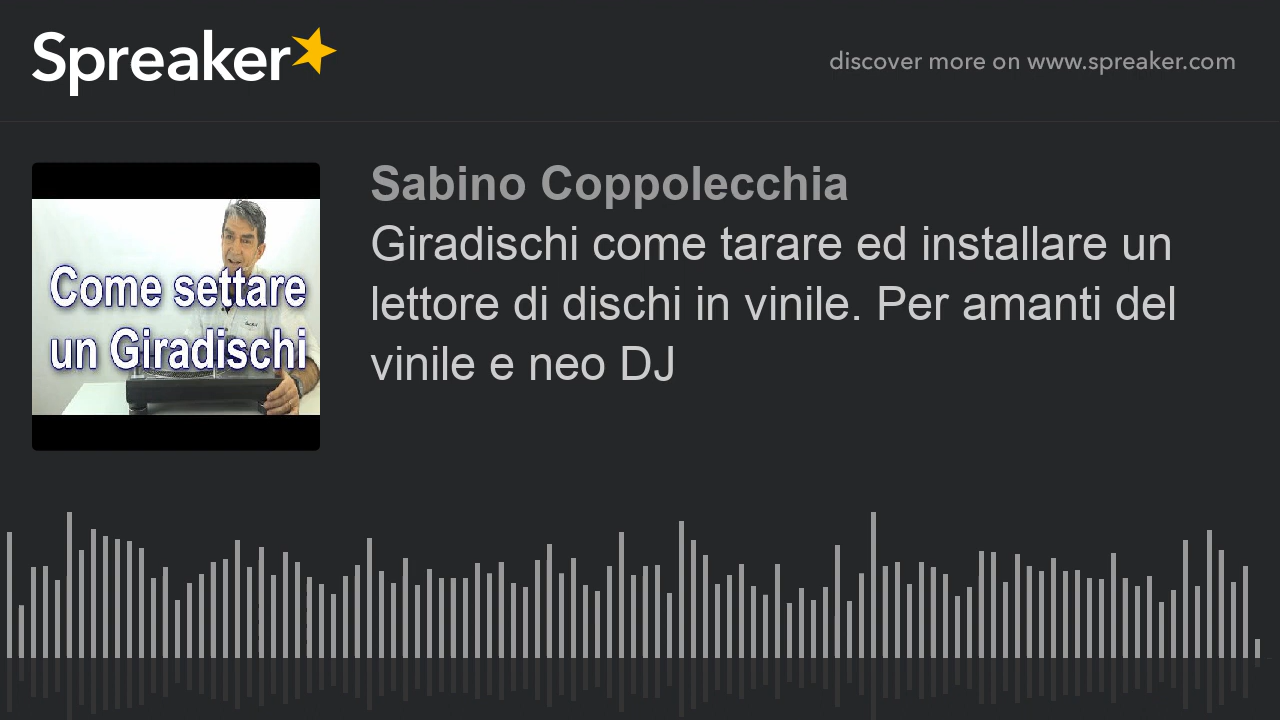 Spreaker
discover more on www.spreaker.com
Sabino Coppolecchia
Giradischi come tarare ed installare un
lettore di dischi in vinile. Per amanti del
vinile e neo DJ
Come settare
un Giradischi